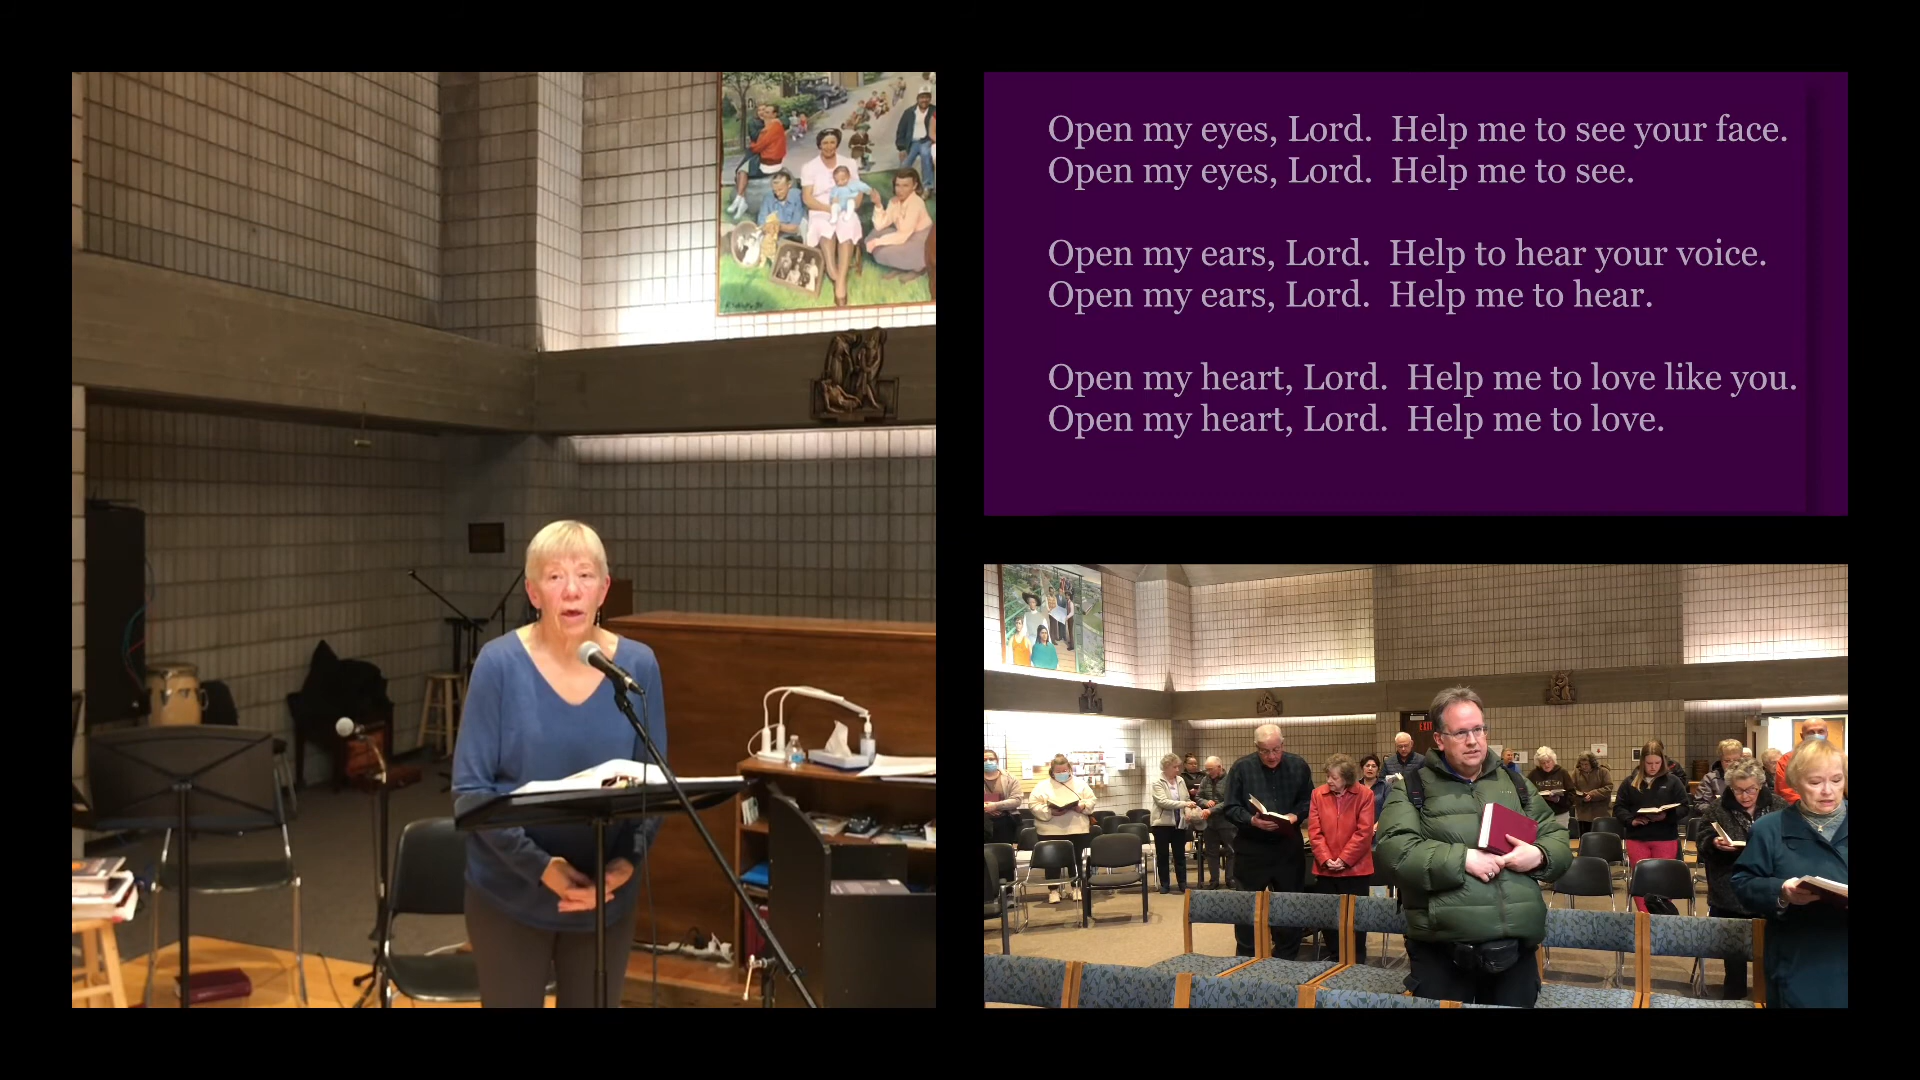 Open my eyes, Lord.  Help me to see your face.
Open my eyes, Lord.  Help me to see.
Open my ears, Lord.  Help to hear your voice.
Open my ears, Lord.  Help me to hear.
Open my heart, Lord.  Help me to love like you.
Open my heart, Lord.  Help me to love.
EXIT